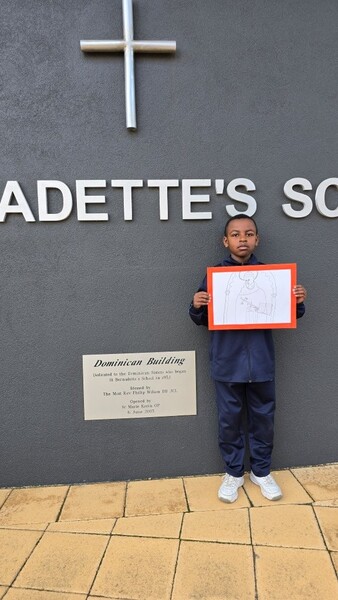 ADETTE'S SC
Dominican Building
Dedicated to the Dominican Sisters who began
St Bernadette's School in 1953
Blessed by
The Most Rev Philip Wilson DD JCL
Opened by
Sr Marie Keren OP